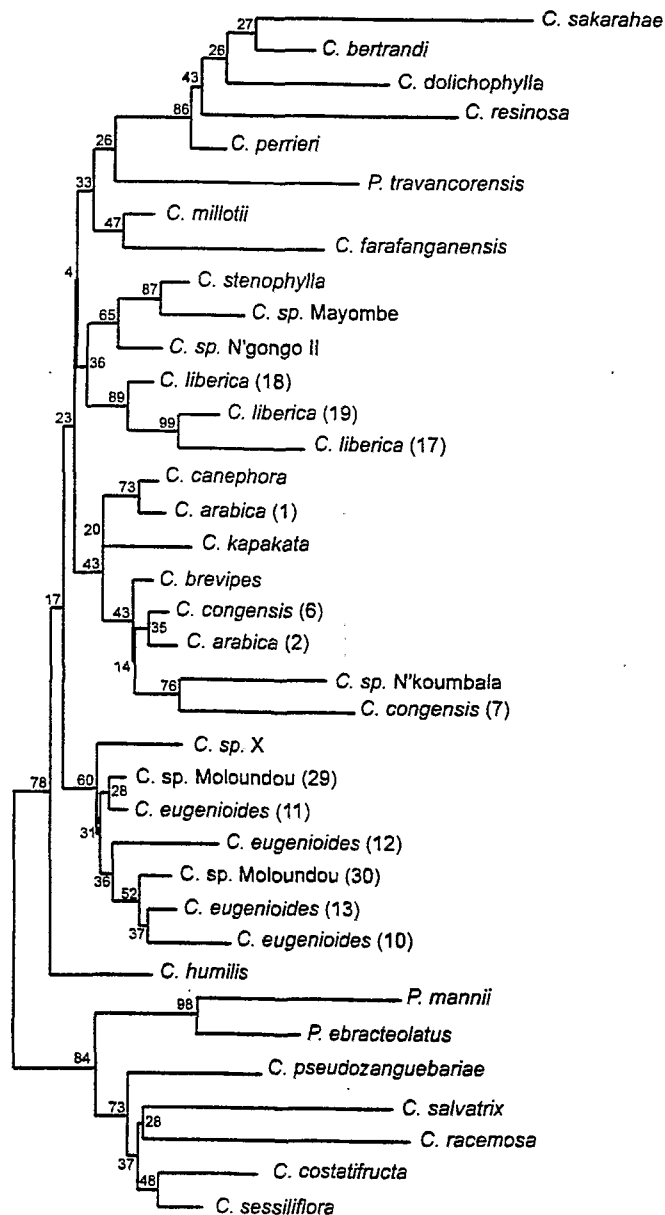 27
C. sakarahae
26
C. bertrandi
43
C. dolichophylla
86
C. resinosa
26
C. perrieri
33
P. travancorensis
47
C. millotii
C. farafanganensis
4
87
C. stenophylla
65
C. sp. Mayombe
C. sp. N'gongo II
36
89
C. liberica (18)
99
C. liberica (19)
C. liberica (17)
23
73
C. canephora
C. arabica (1)
20
C. kapakata
43
C. brevipes
43
C. congensis (6)
35
C. arabica (2)
14
76
C. sp. N'koumbala
C. congensis (7)
17
C. sp. X
78
60
C. sp. Moloundou (29)
28
C. eugenioides (11)
31
C. eugenioides (12)
36
52
C. sp. Moloundou (30)
C. eugenioides (13)
37
C. eugenioides (10)
C. humilis
98
P. mannii
P. ebracteolatus
84
C. pseudozanguebariae
73
C. salvatrix
28
C. racemosa
37
C. costatifructa
48
C. sessiliflora